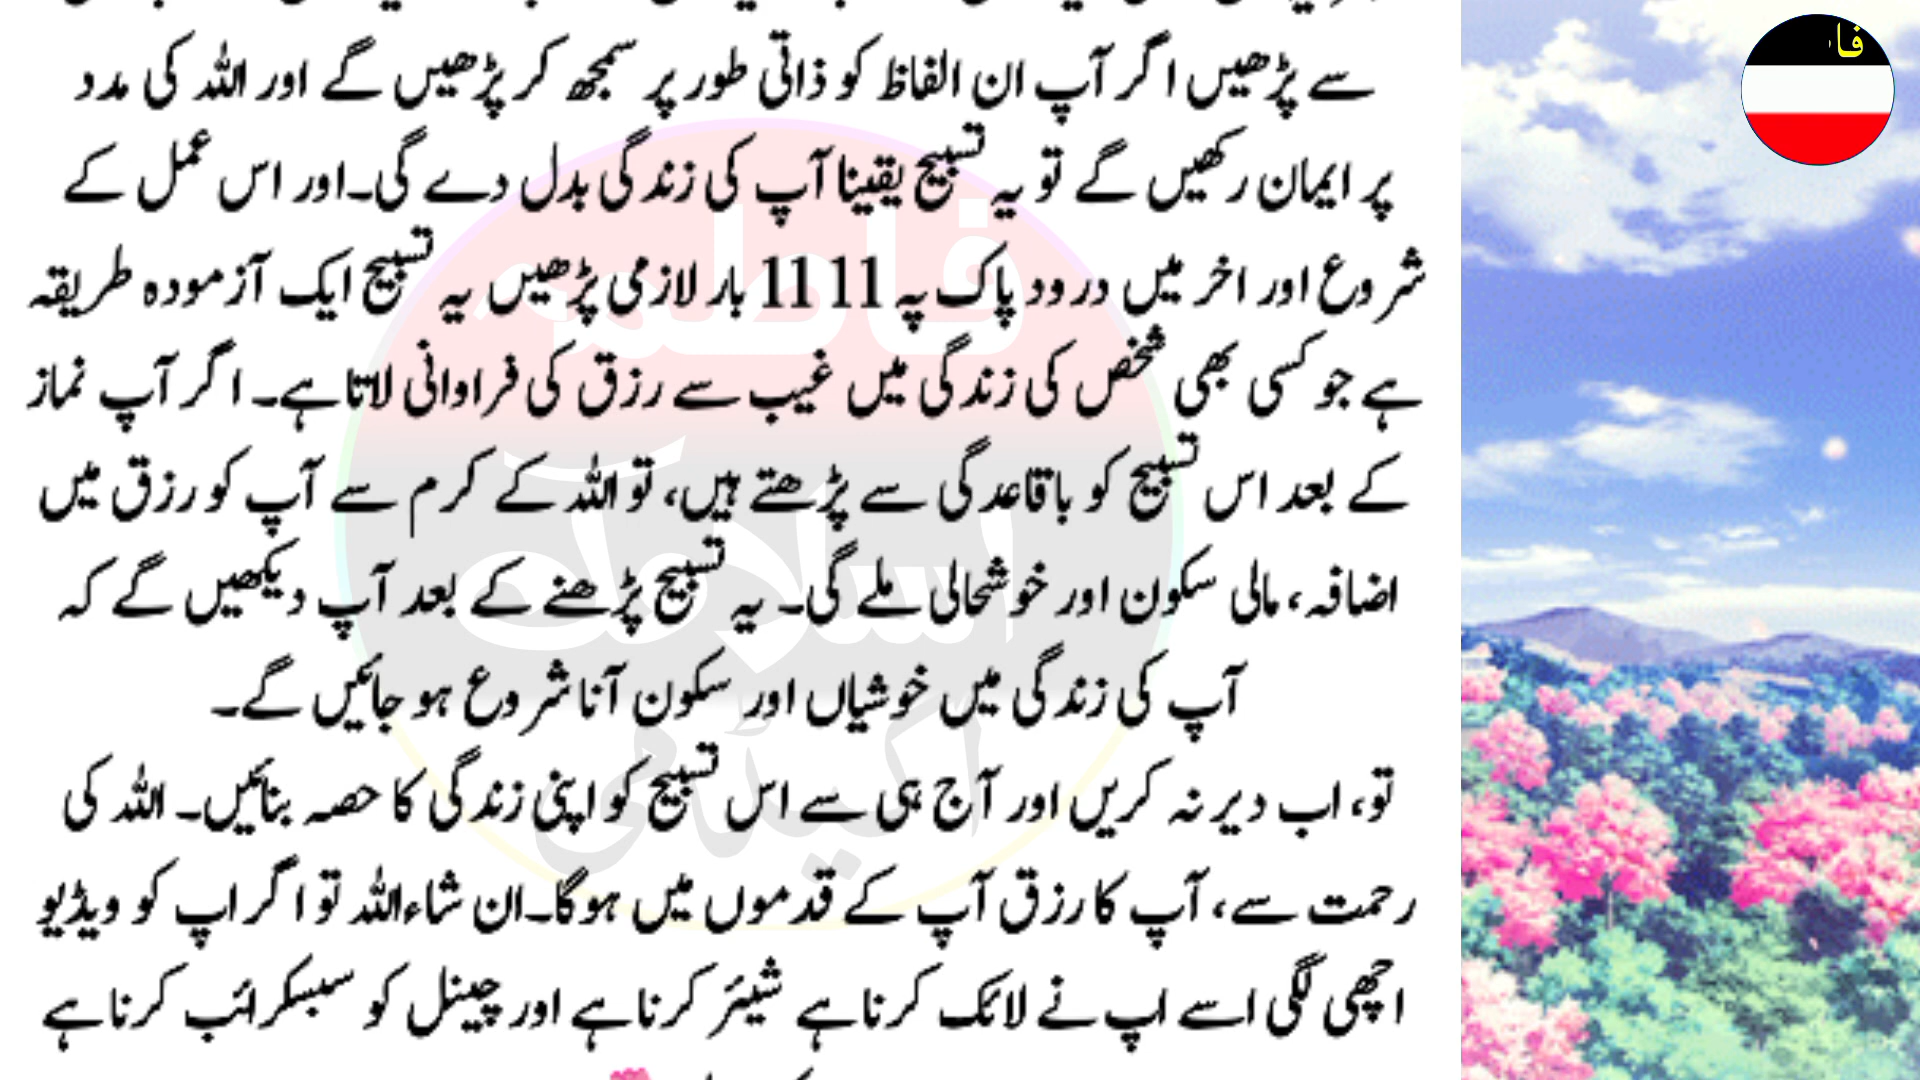 سے پڑھیں اگر آپ ان الفاظ کو ذاتی طور پر سمجھ کر پڑھیں گے اور اللہ کی مدد
پر ایمان رکھیں گے تو یہ تسبیح یقینا آپ کی زندگی بدل دے گی۔اور اس عمل کے
شروع اور اخر میں درود پاک پہ 11 11 بار لازمی پڑھیں یہ تسبیح ایک آزمودہ طریقہ
ہے جو کسی بھی شخص کی زندگی میں غیب سے رزق کی فراوانی لاتا ہے۔ اگر آپ نماز
کے بعد اس تسبیح کو باقاعدگی سے پڑھتے ہیں، تو اللہ کے کرم سے آپ کو رزق میں
اضافہ، مالی سکون اور خوشحالی ملے گی۔ یہ تسبیح پڑھنے کے بعد آپ دیکھیں گے کہ
آپ کی زندگی میں خوشیاں اور سکون آنا شروع ہو جائیں گے۔
تو، اب دیر نہ کریں اور آج ہی سے اس تسبیح کو اپنی زندگی کا حصہ بنائیں۔ اللہ کی
رحمت سے، آپ کا رزق آپ کے قدموں میں ہوگا۔ان شاءاللہ تو اگر اپ کو ویڈیو
اچھی لگی اسے اپ نے لائک کرنا ہے شیئر کرنا ہے اور چینل کو سبسکرائب کرنا ہے
فاطمہ
اسلامک
اکیڈمی
فا